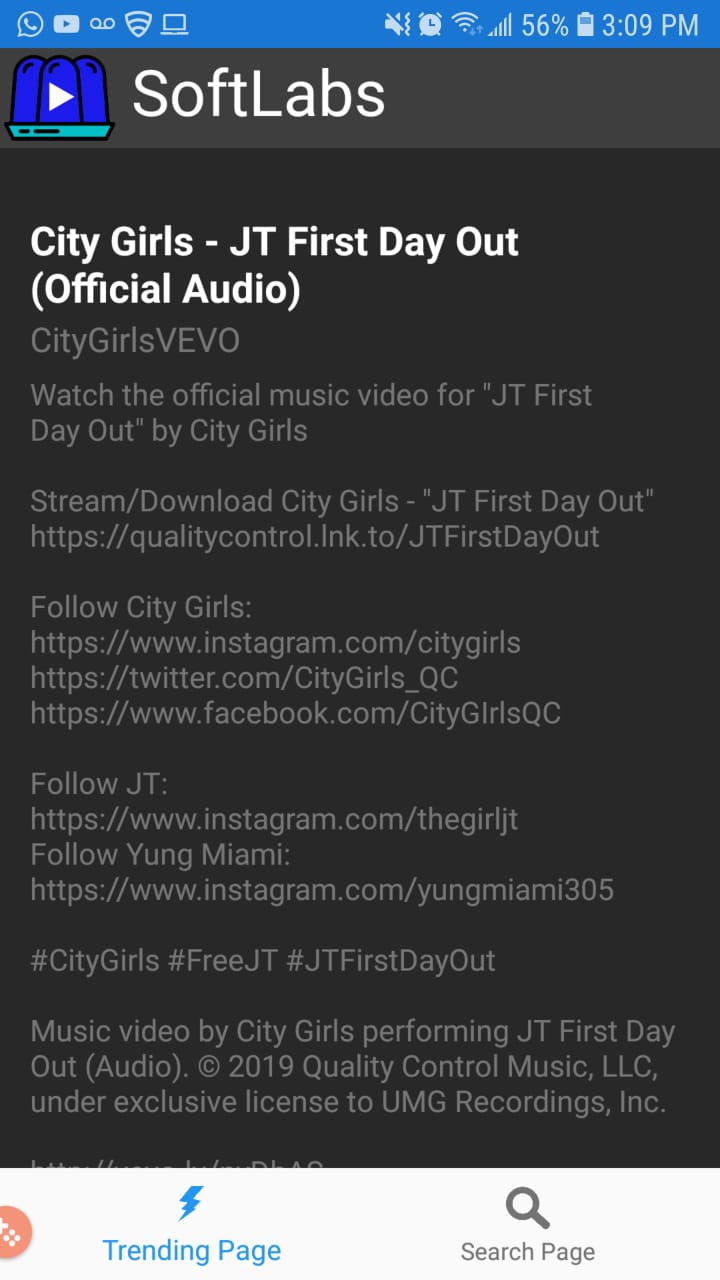 56% 3:09 PM
SoftLabs
City Girls - JT First Day Out
(Official Audio)
CityGirlsVEVO
Watch the official music video for "JT First
Day Out" by City Girls
Stream/Download City Girls - "JT First Day Out"
https://qualitycontrol.lnk.to/JTFirstDayOut
Follow City Girls:
https://www.instagram.com/citygirls
https://twitter.com/CityGirls_QC
https://www.facebook.com/CityGIrlsQC
Follow JT:
https://www.instagram.com/thegirljt
Follow Yung Miami:
https://www.instagram.com/yungmiami305
#CityGirls #FreeJT #JTFirstDayOut
Music video by City Girls performing JT First Day
Out (Audio). © 2019 Quality Control Music, LLC,
under exclusive license to UMG Recordings, Inc.
Trending Page
Search Page